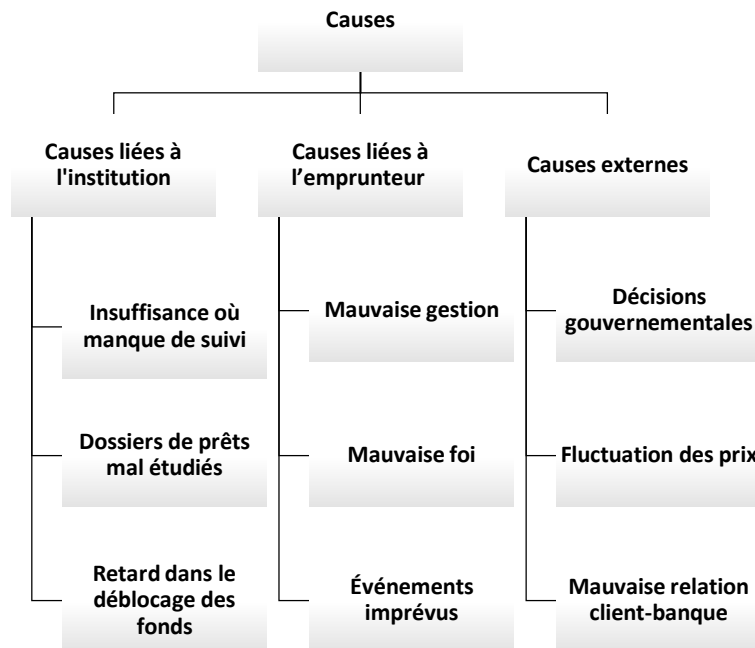 Causes
Causes liées à
l'institution
Causes liées à
l’emprunteur
Causes externes
Insuffisance où
manque de suivi
Mauvaise gestion
Décisions
gouvernementales
Dossiers de prêts
mal étudiés
Mauvaise foi
Fluctuation des prix
Retard dans le
déblocage des
fonds
Événements
imprévus
Mauvaise relation
client-banque